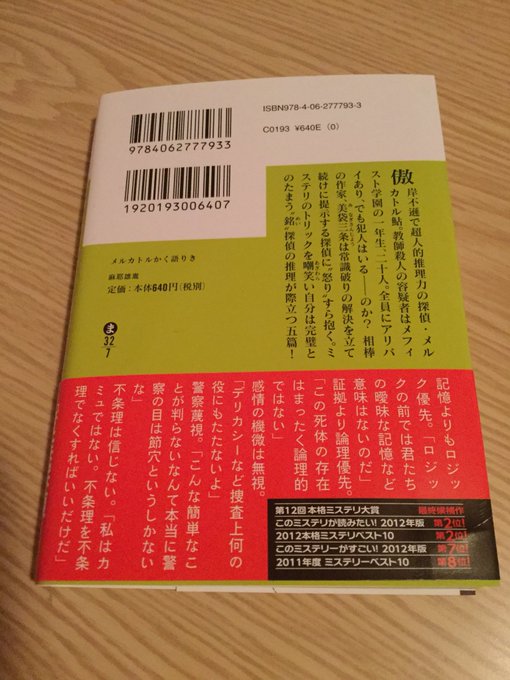 ISBN978-4-06-277793-3
C0193 ¥640E (0)
9784062777933
1920193006407
傲岸不遜で超人的推理力の探偵・メル
カトル鮎。教師殺人の容疑者はメフィ
スト学園の一年生、二十人。全員にアリバ
イあり、でも犯人はいる――のか? 相棒
の作家、美袋三条は常識破りの解決を立て
みなぎさんじょう
続けに提示する探偵に“怒り”すら抱く。ミ
ステリのトリックを嘲笑い自分は完璧と
あざわら
のたまう“銘”探偵の推理が際立つ五篇!
メルカトルかく語りき
麻耶雄嵩
定価:本体640円(税別)
ま
32
7
記憶よりもロジッ
ク優先。「ロジッ
クの前では君たち
の曖昧な記憶など
意味はないのだ」
証拠より論理優先。
「この死体の存在
はまったく論理的
ではない」
感情の機微は無視。
「デリカシーなど捜査上何の
役にもたたないよ」
警察蔑視。「こんな簡単なこ
とが判らないなんて本当に警
察の目は節穴というしかない
な」
不条理は信じない。「私はカ
ミュではない。不条理を不条
理でなくすればいいだけだ」
第12回 本格ミステリ大賞 最終候補作
このミステリが読みたい! 2012年版 第2位!
2012本格ミステリベスト10 第2位!
このミステリーがすごい! 2012年版 第7位!
2011年度 ミステリーベスト10 第8位!